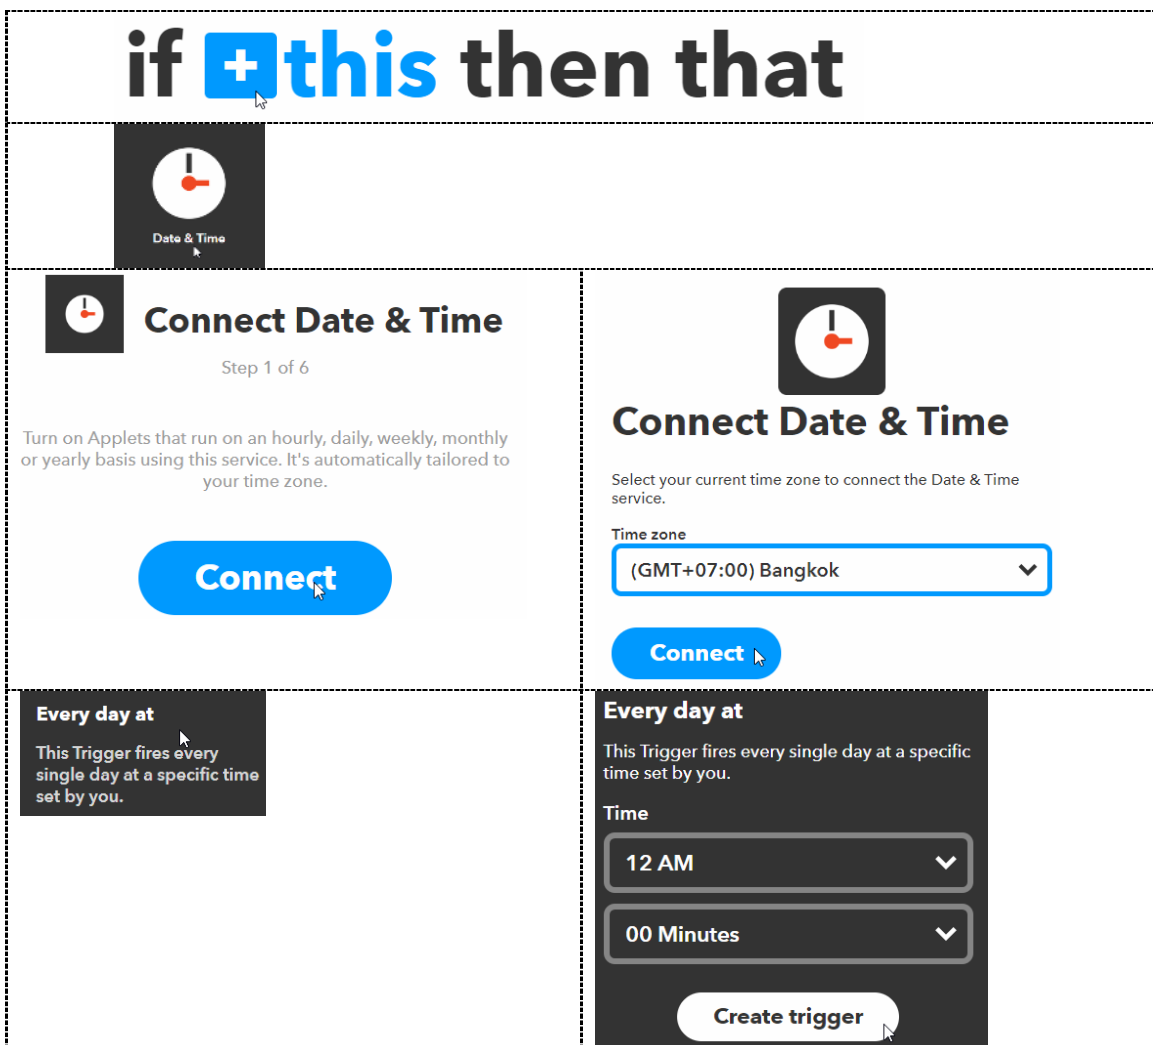 if + this then that
Date & Time
Connect Date & Time
Step 1 of 6
Turn on Applets that run on an hourly, daily, weekly, monthly
or yearly basis using this service. It's automatically tailored to
your time zone.
Connect
Connect Date & Time
Select your current time zone to connect the Date & Time
service.
Time zone
(GMT+07:00) Bangkok
Connect
Every day at
This Trigger fires every
single day at a specific time
set by you.
Every day at
This Trigger fires every single day at a specific
time set by you.
Time
12 AM
00 Minutes
Create trigger